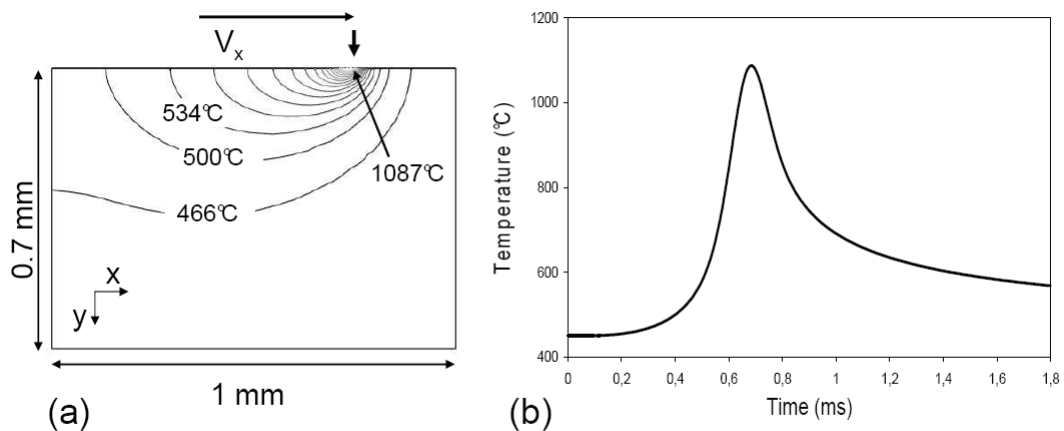 (a)
Vx
534℃
500℃
466℃
1087℃
0.7 mm
x
y
1 mm
(b)
Temperature (℃)
1200
1000
800
600
400
0 0,2 0,4 0,6 0,8 1 1,2 1,4 1,6 1,8
Time (ms)